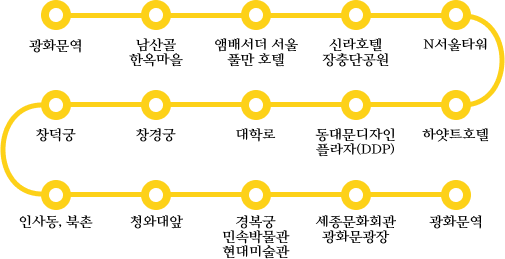 광화문역
남산골
한옥마을
앰배서더 서울
풀만 호텔
신라호텔
장충단공원
N서울타워
창덕궁
창경궁
대학로
동대문디자인
플라자(DDP)
하얏트호텔
인사동, 북촌
청와대앞
경복궁
민속박물관
현대미술관
세종문화회관
광화문광장
광화문역